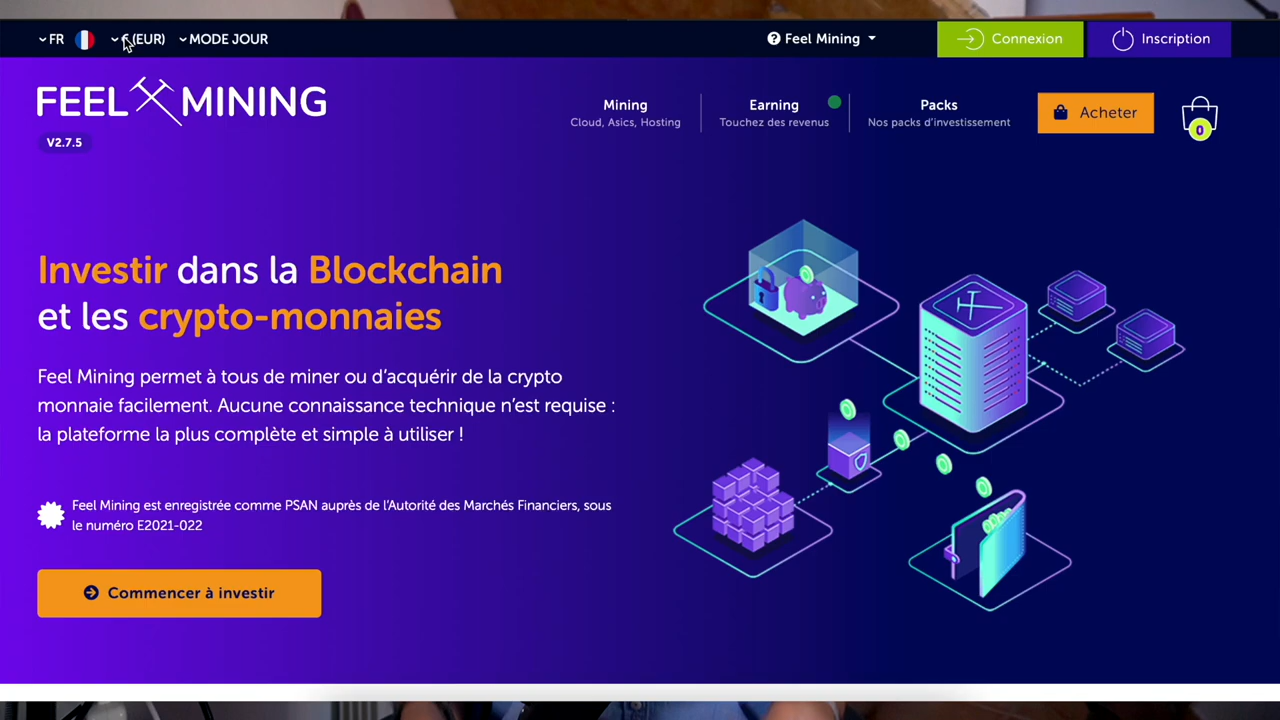 FR
€(EUR)
MODE JOUR
Feel Mining
Connexion
Inscription
FEEL MINING
V2.7.5
Mining
Cloud, Asics, Hosting
Earning
Touchez des revenus
Packs
Nos packs d'investissement
Acheter
0
Investir dans la Blockchain
et les crypto-monnaies
Feel Mining permet à tous de miner ou d'acquérir de la crypto
monnaie facilement. Aucune connaissance technique n'est requise :
la plateforme la plus complète et simple à utiliser !
Feel Mining est enregistrée comme PSAN auprès de l'Autorité des Marchés Financiers, sous
le numéro E2021-022
Commencer à investir